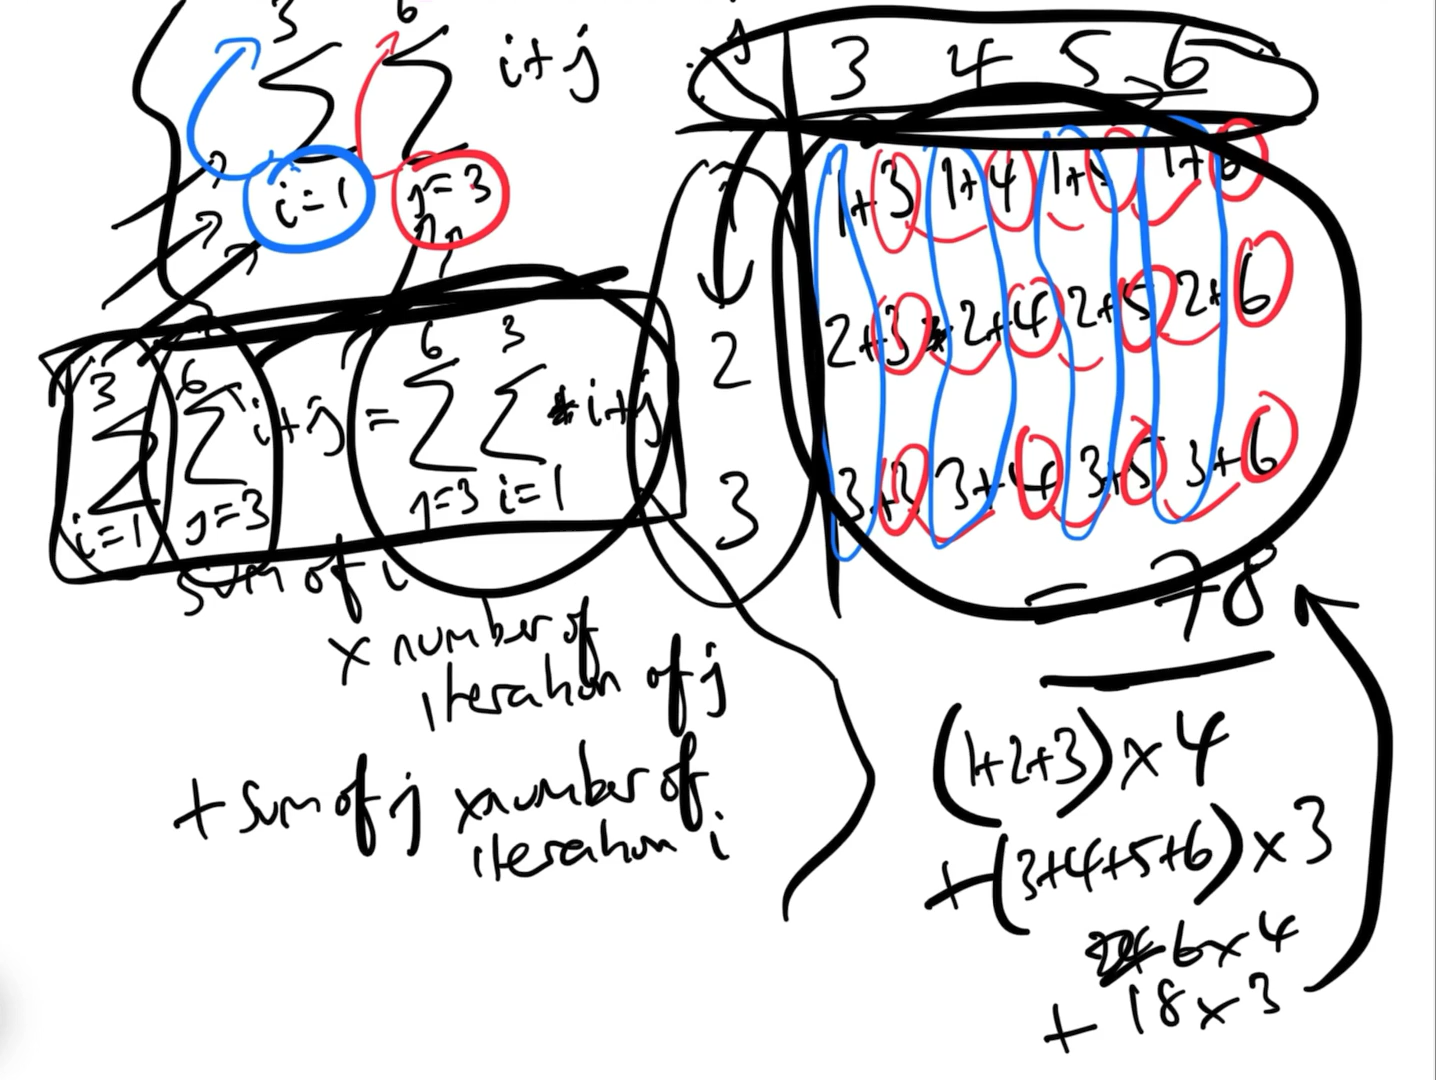 3 6
Σ Σ i+j
i=1 j=3
j 3 4 5 6
1 1+3 1+4 1+5 1+6
2 2+3 2+4 2+5 2+6
3 3+3 3+4 3+5 3+6
= 78
3 6 6 3
Σ Σ i+j = Σ Σ i+j
i=1 j=3 j=3 i=1
sum of i
x number of
iteration of j
+ sum of j x number of
iteration i
(1+2+3) x 4
+ (3+4+5+6) x 3
6 x 4
+ 18 x 3